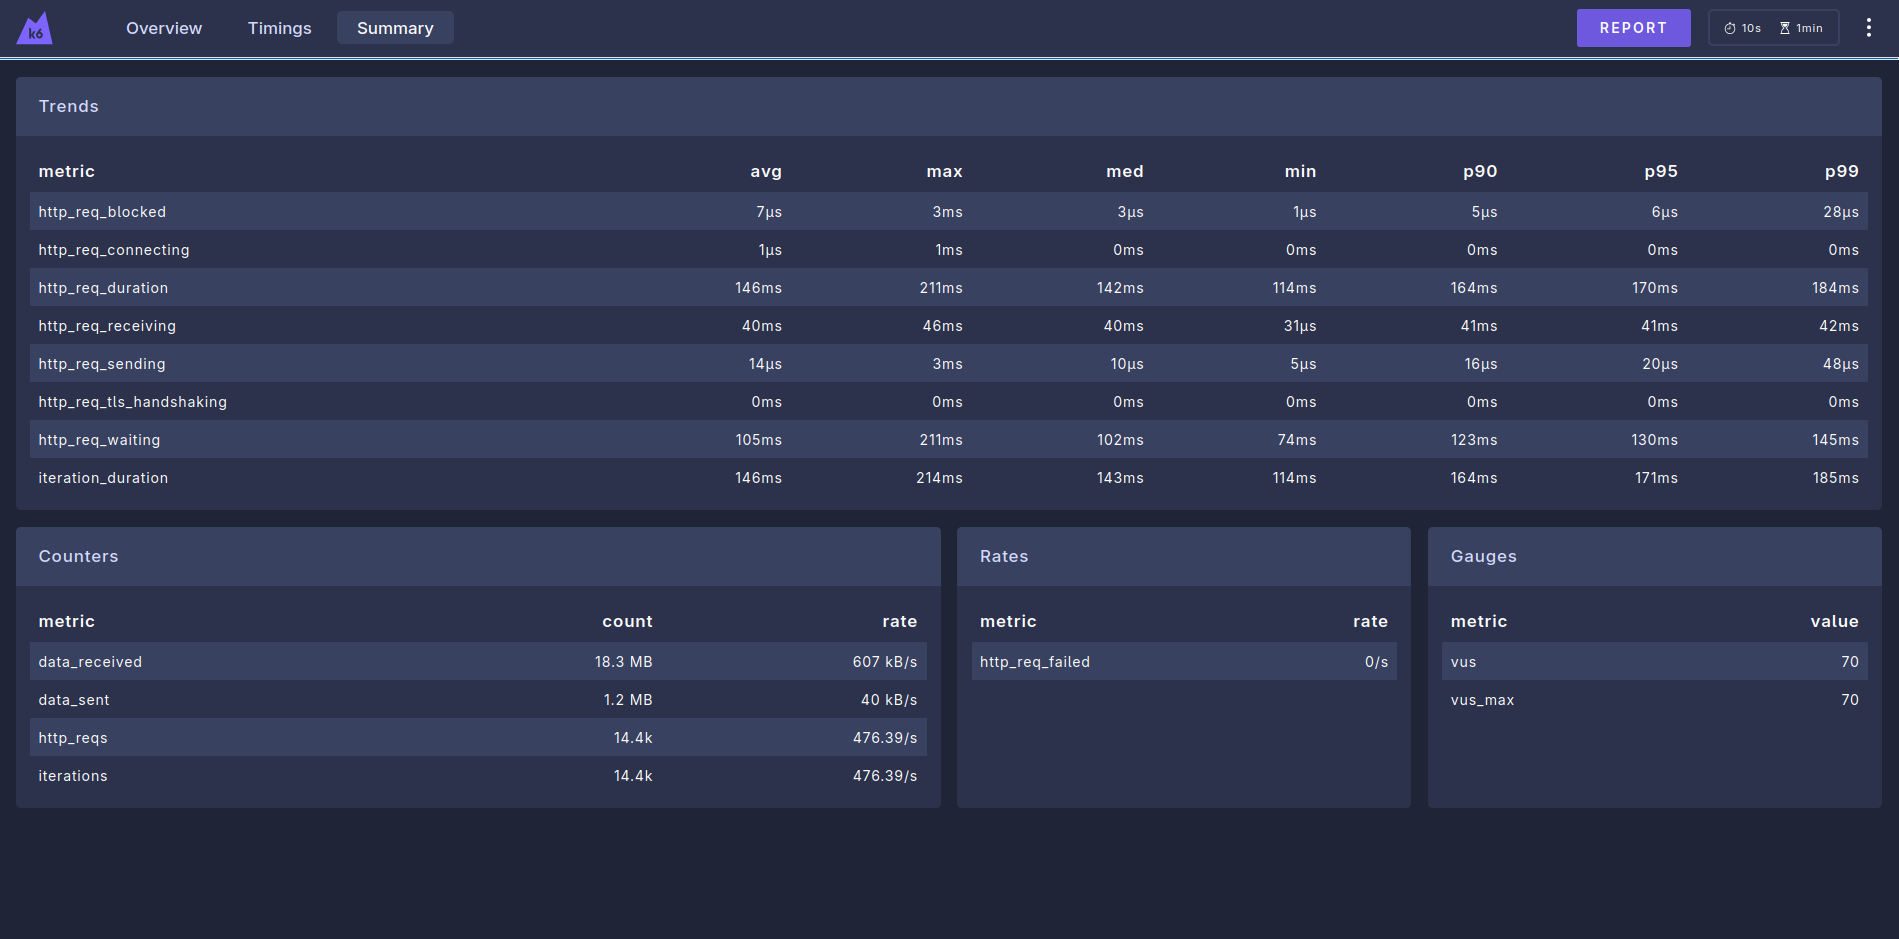 k6 Overview Timings Summary REPORT 10s 1min
Trends
metric avg max med min p90 p95 p99
http_req_blocked 7µs 3ms 3µs 1µs 5µs 6µs 28µs
http_req_connecting 1µs 1ms 0ms 0ms 0ms 0ms 0ms
http_req_duration 146ms 211ms 142ms 114ms 164ms 170ms 184ms
http_req_receiving 40ms 46ms 40ms 31µs 41ms 41ms 42ms
http_req_sending 14µs 3ms 10µs 5µs 16µs 20µs 48µs
http_req_tls_handshaking 0ms 0ms 0ms 0ms 0ms 0ms 0ms
http_req_waiting 105ms 211ms 102ms 74ms 123ms 130ms 145ms
iteration_duration 146ms 214ms 143ms 114ms 164ms 171ms 185ms
Counters
metric count rate
data_received 18.3 MB 607 kB/s
data_sent 1.2 MB 40 kB/s
http_reqs 14.4k 476.39/s
iterations 14.4k 476.39/s
Rates
metric rate
http_req_failed 0/s
Gauges
metric value
vus 70
vus_max 70